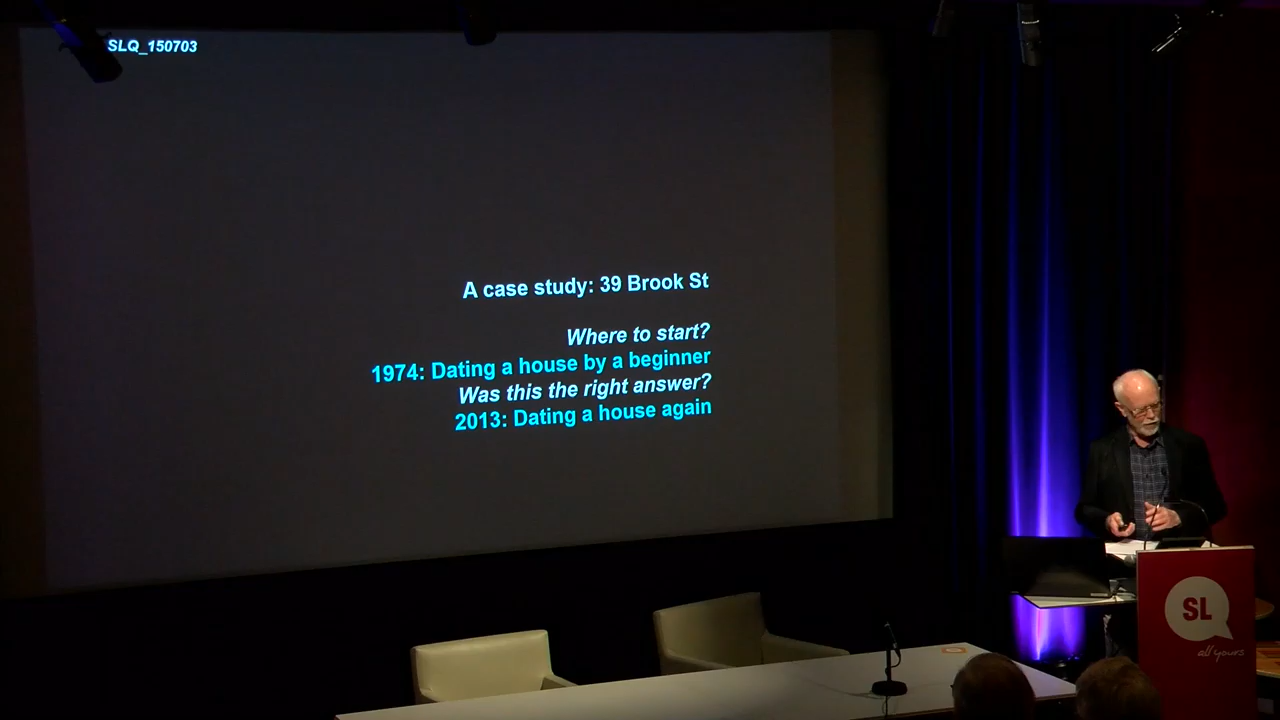 SLQ_150703
A case study: 39 Brook St
Where to start?
1974: Dating a house by a beginner
Was this the right answer?
2013: Dating a house again
SL
all yours